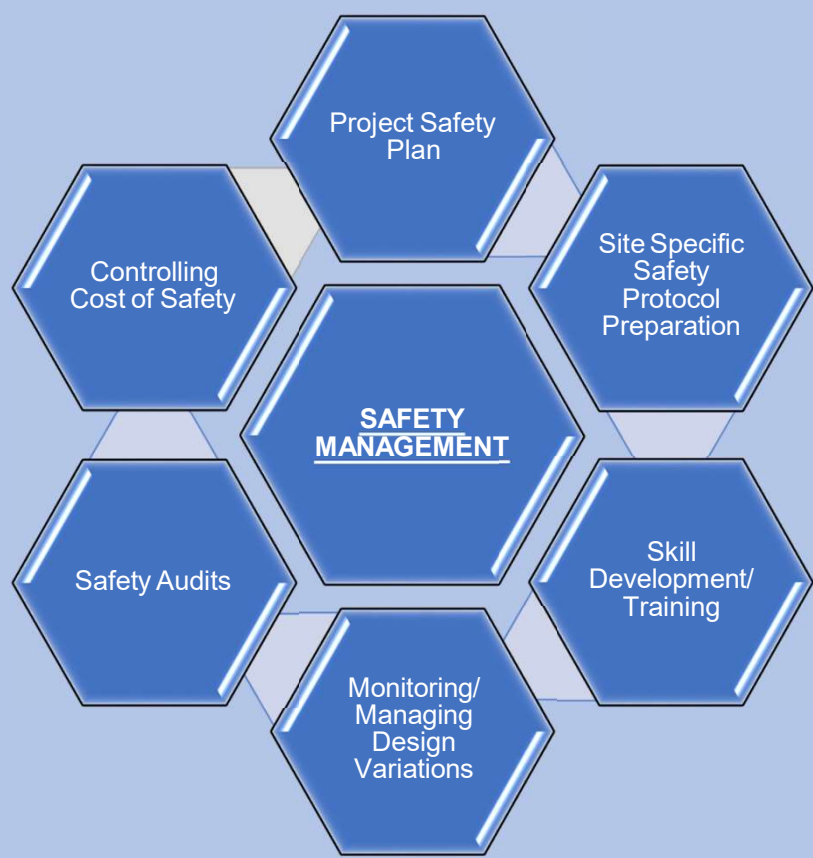 Project Safety
Plan
Site Specific
Safety
Protocol
Preparation
Controlling
Cost of Safety
SAFETY
MANAGEMENT
Skill
Development/
Training
Safety Audits
Monitoring/
Managing
Design
Variations